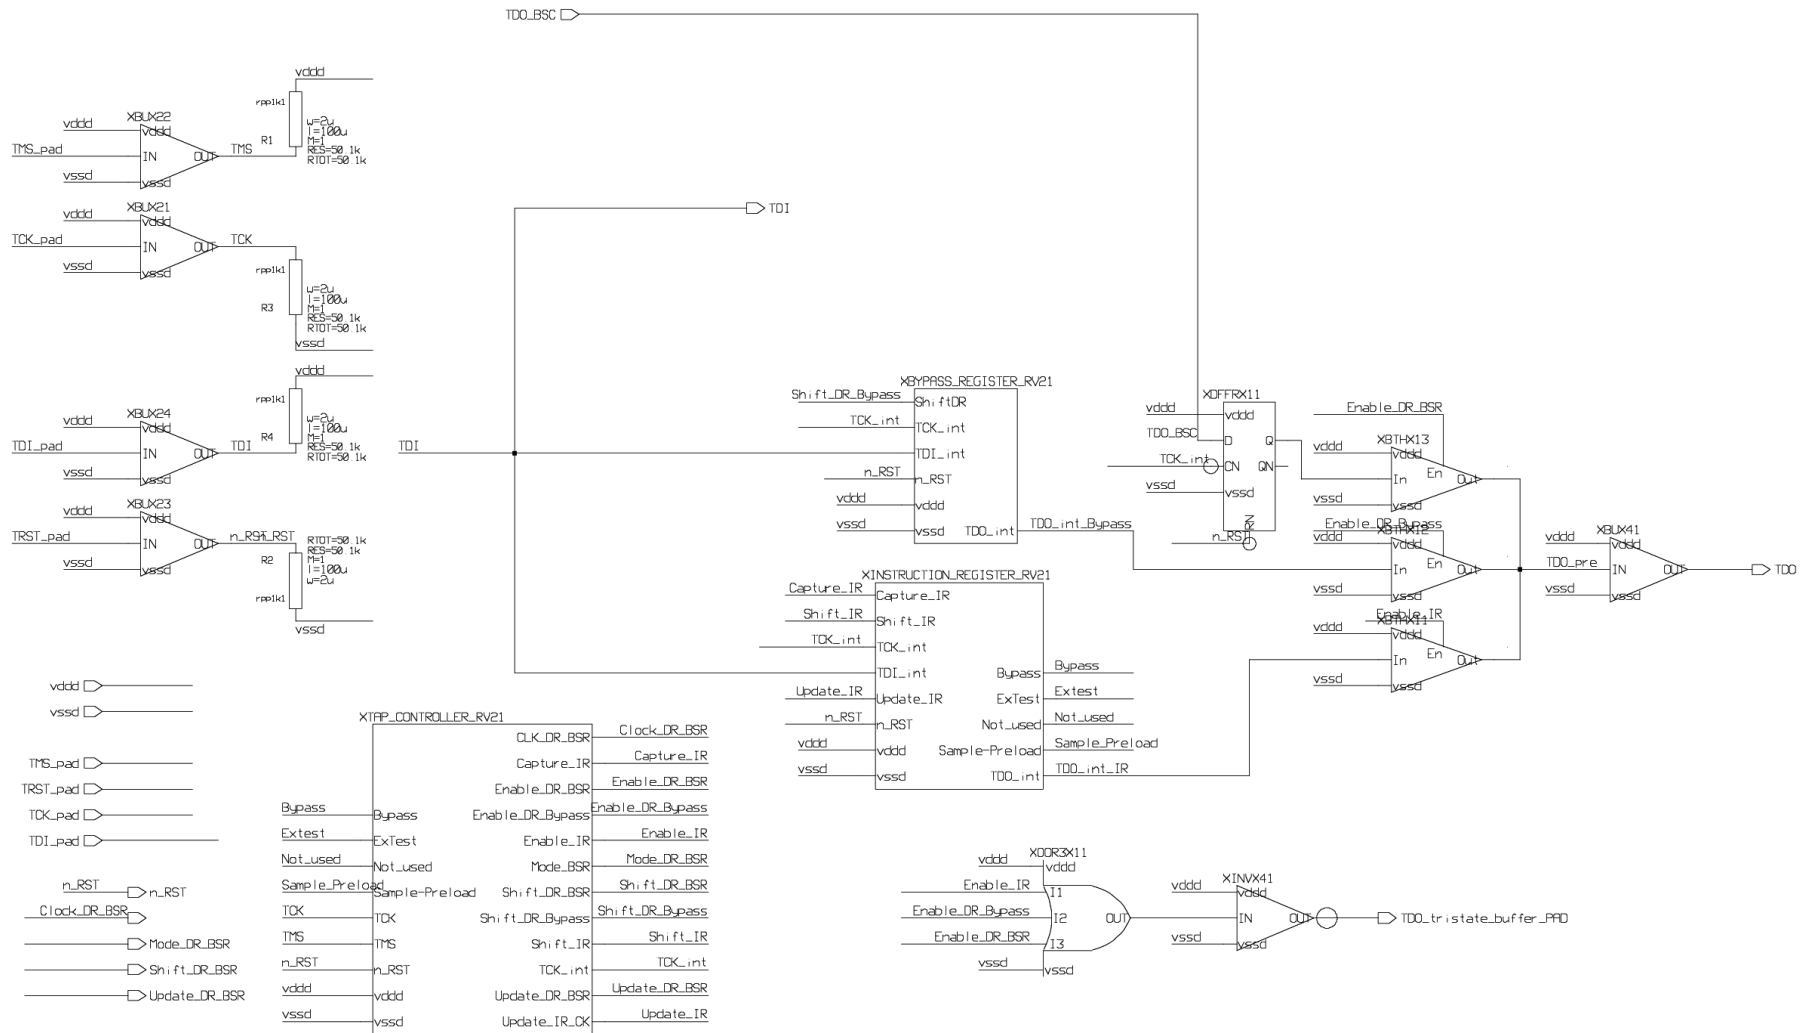 TDO_BSC
vddd
rpp1k1
R1
w=2u
l=100u
M=1
RES=50.1k
RTOT=50.1k
XBUX22
vddd
vddd
TMS_pad
IN
OUT
TMS
vssd
vssd
XBUX21
vddd
vddd
TCK_pad
IN
OUT
TCK
vssd
vssd
rpp1k1
R3
w=2u
l=100u
M=1
RES=50.1k
RTOT=50.1k
vssd
TDI
vddd
rpp1k1
R4
w=2u
l=100u
M=1
RES=50.1k
RTOT=50.1k
XBUX24
vddd
vddd
TDI_pad
IN
OUT
TDI
vssd
vssd
TDI
XBUX23
vddd
vddd
TRST_pad
IN
OUT
n_RST
n_RST
vssd
vssd
RTOT=50.1k
RES=50.1k
M=1
l=100u
w=2u
R2
rpp1k1
vssd
XBYPASS_REGISTER_RV21
Shift_DR_Bypass
ShiftDR
TCK_int
TCK_int
TDI_int
n_RST
n_RST
vddd
vddd
vssd
vssd
TDO_int
TDO_int_Bypass
XDFFRX11
vddd
vddd
TDO_BSC
D
Q
TCK_int
CN
QN
vssd
vssd
RN
n_RST
Enable_DR_BSR
XBTHX13
vddd
vddd
En
In
Out
vssd
vssd
Enable_DR_Bypass
XBTHX12
vddd
vddd
En
In
Out
vssd
vssd
Enable_IR
XBTHX11
vddd
vddd
En
In
Out
vssd
vssd
XBUX41
vddd
vddd
TDO_pre
IN
OUT
TDO
vssd
vssd
XINSTRUCTION_REGISTER_RV21
Capture_IR
Capture_IR
Shift_IR
Shift_IR
TCK_int
TCK_int
TDI_int
Bypass
Bypass
Update_IR
Update_IR
ExTest
Extest
n_RST
n_RST
Not_used
Not_used
vddd
vddd
Sample-Preload
Sample_Preload
vssd
vssd
TDO_int
TDO_int_IR
vddd
vssd
TMS_pad
TRST_pad
TCK_pad
TDI_pad
n_RST
n_RST
Clock_DR_BSR
Mode_DR_BSR
Shift_DR_BSR
Update_DR_BSR
XTAP_CONTROLLER_RV21
CLK_DR_BSR
Clock_DR_BSR
Capture_IR
Capture_IR
Enable_DR_BSR
Enable_DR_BSR
Bypass
Bypass
Enable_DR_Bypass
Enable_DR_Bypass
Extest
ExTest
Enable_IR
Enable_IR
Not_used
Not_used
Mode_BSR
Mode_DR_BSR
Sample_Preload
Sample-Preload
Shift_DR_BSR
Shift_DR_BSR
TCK
TCK
Shift_DR_Bypass
Shift_DR_Bypass
TMS
TMS
Shift_IR
Shift_IR
n_RST
n_RST
TCK_int
TCK_int
vddd
vddd
Update_DR_BSR
Update_DR_BSR
vssd
vssd
Update_IR_CK
Update_IR
XOOR3X11
vddd
vddd
Enable_IR
I1
Enable_DR_Bypass
I2
OUT
Enable_DR_BSR
I3
vssd
vssd
XINVX41
vddd
vddd
IN
OUT
TDO_tristate_buffer_PAD
vssd
vssd